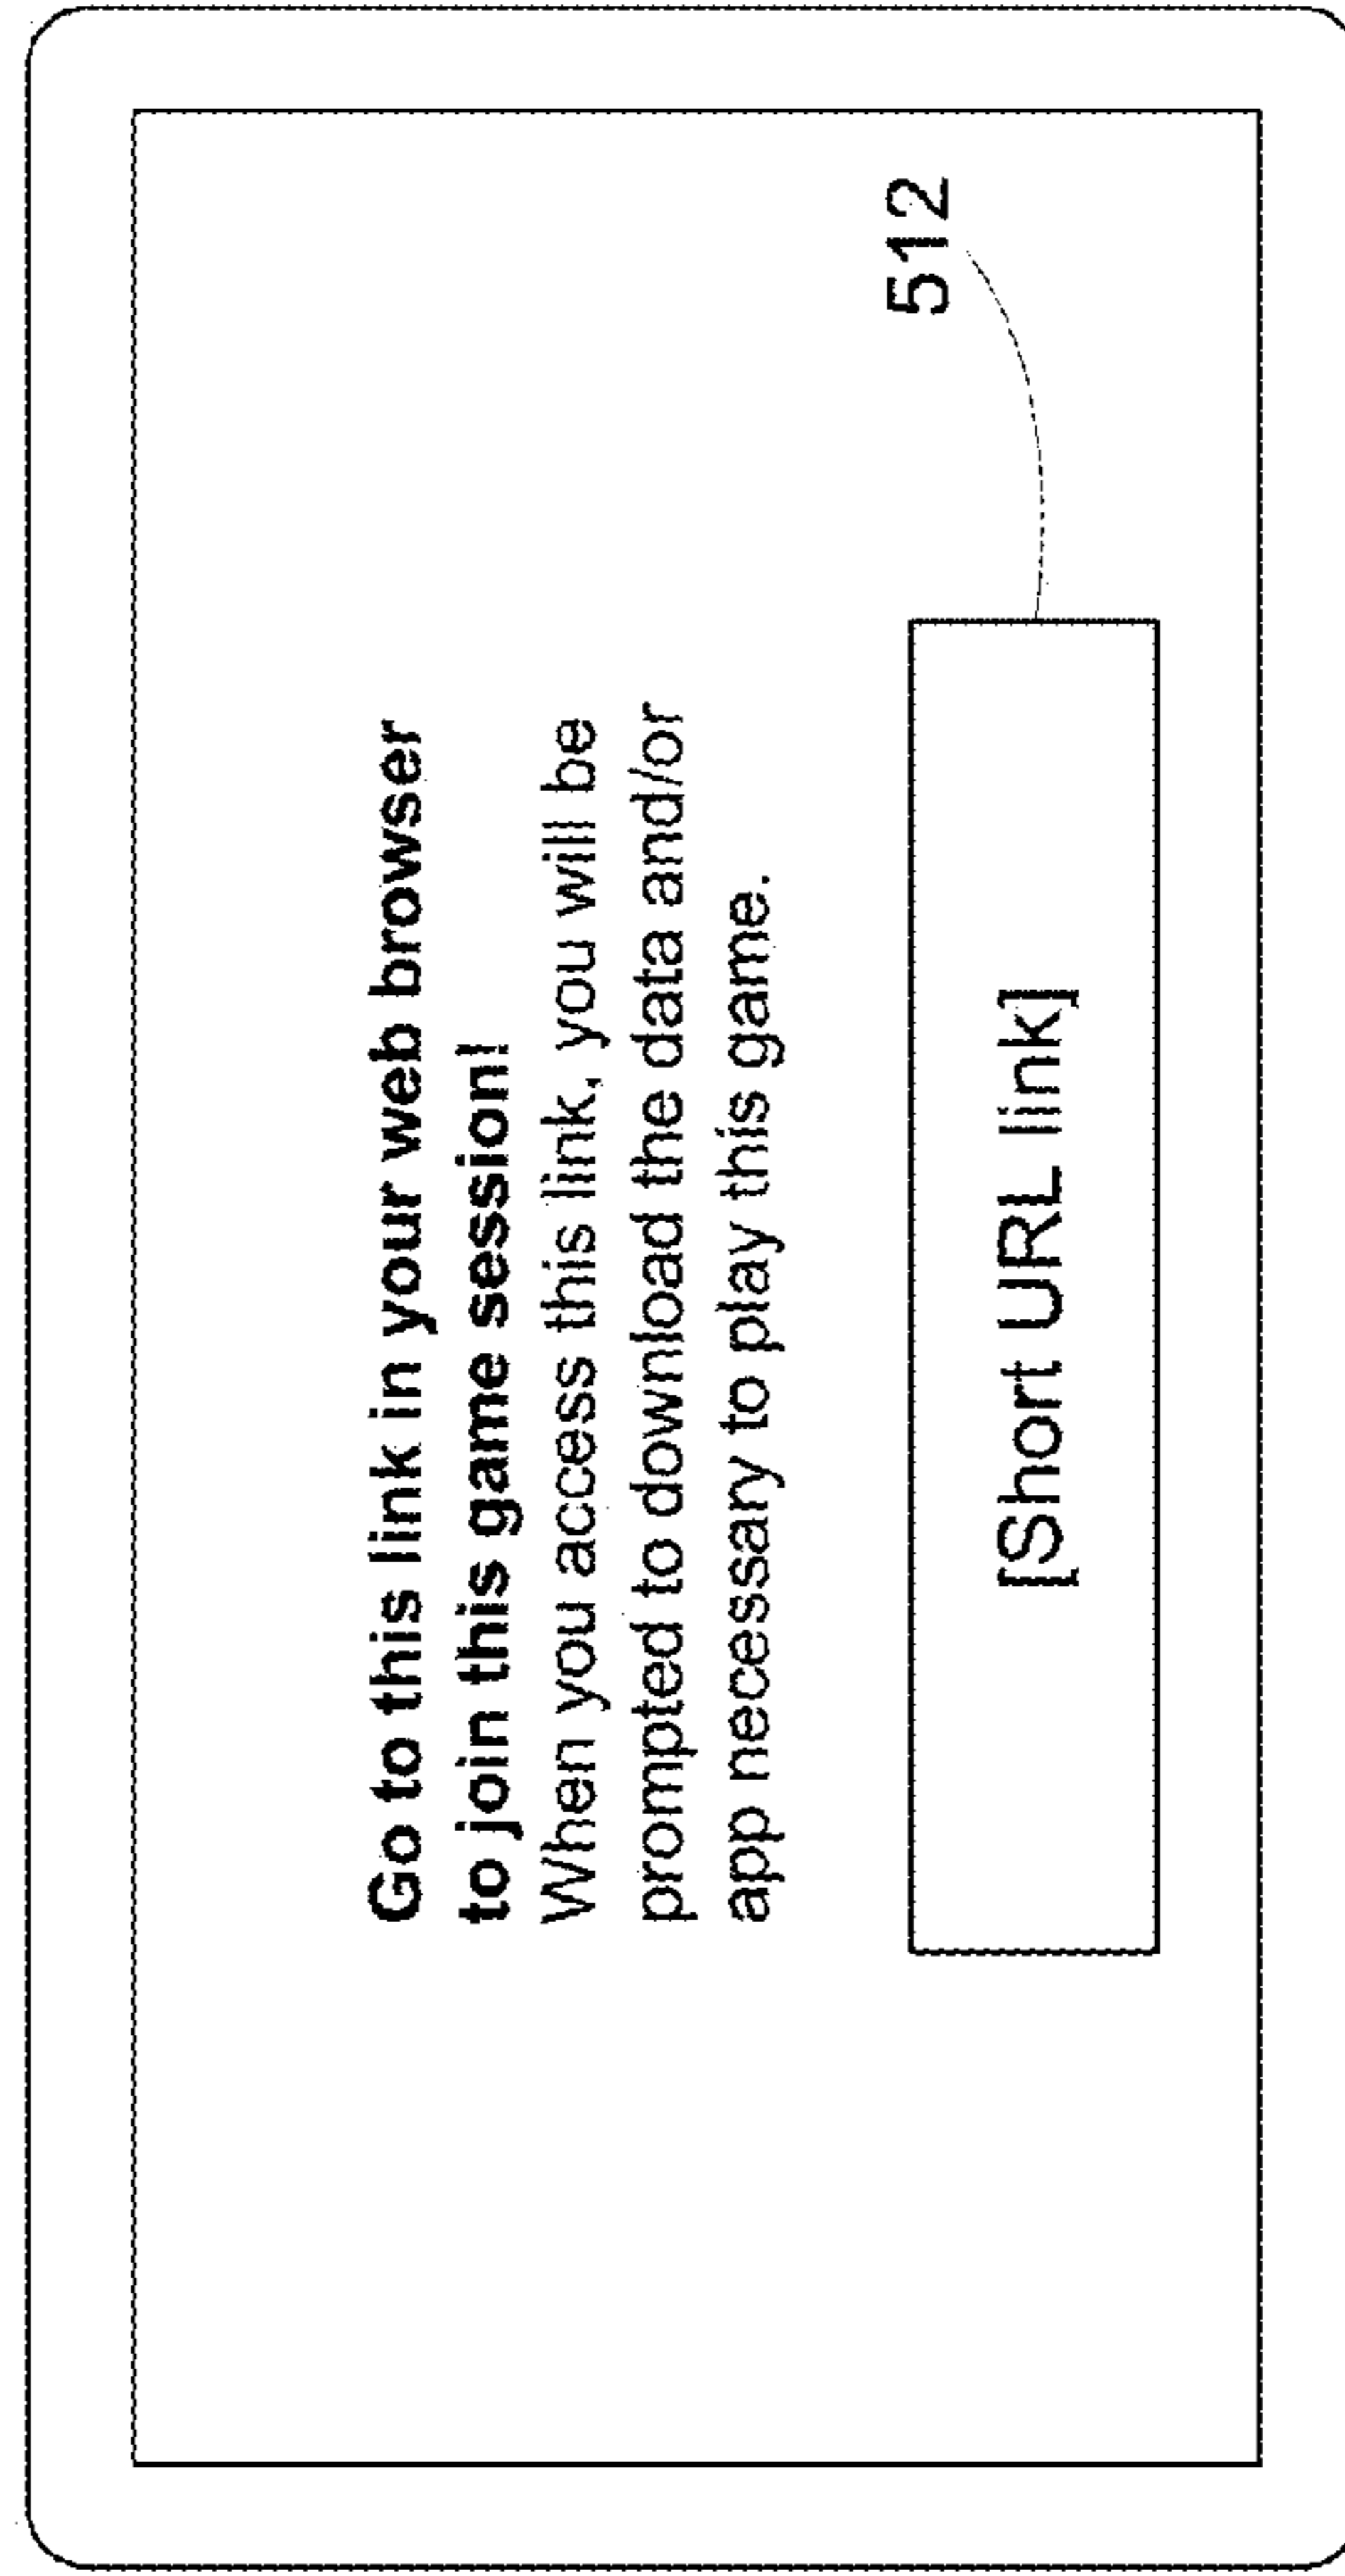 Go to this link in your web browser
to join this game session!
When you access this link, you will be
prompted to download the data and/or
app necessary to play this game.
512
[Short URL link]